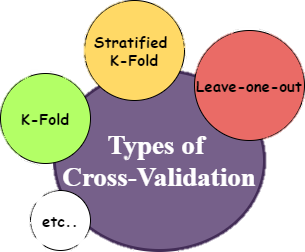 Stratified
K-Fold
Leave-one-out
K-Fold
Types of
Cross-Validation
etc..